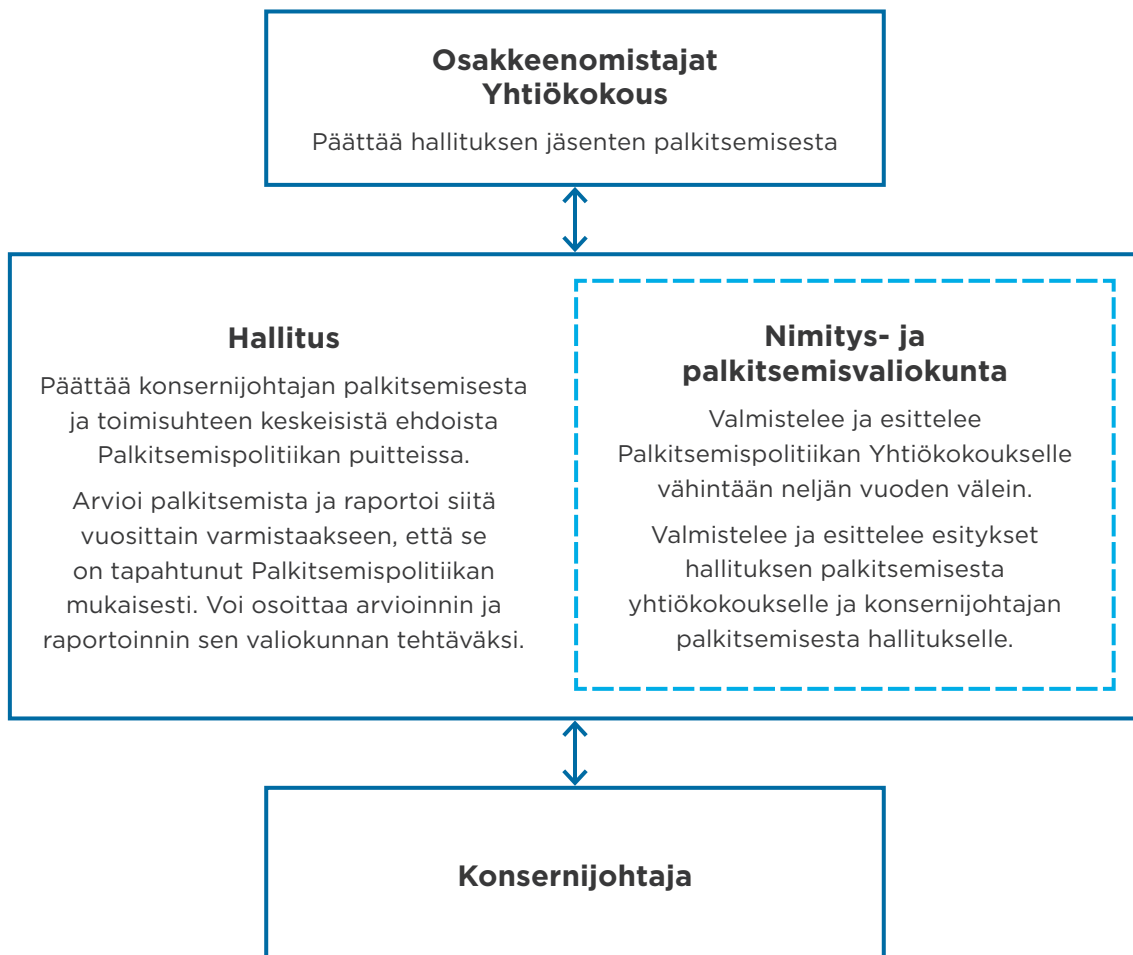 Osakkeenomistajat
Yhtiökokous
Päättää hallituksen jäsenten palkitsemisesta
Hallitus
Päättää konsernijohtajan palkitsemisesta
ja toimisuhteen keskeisistä ehdoista
Palkitsemispolitiikan puitteissa.
Arvioi palkitsemista ja raportoi siitä
vuosittain varmistaakseen, että se
on tapahtunut Palkitsemispolitiikan
mukaisesti. Voi osoittaa arvioinnin ja
raportoinnin sen valiokunnan tehtäväksi.
Nimitys- ja
palkitsemisvaliokunta
Valmistelee ja esittelee
Palkitsemispolitiikan Yhtiökokoukselle
vähintään neljän vuoden välein.
Valmistelee ja esittelee esitykset
hallituksen palkitsemisesta
yhtiökokoukselle ja konsernijohtajan
palkitsemisesta hallitukselle.
Konsernijohtaja